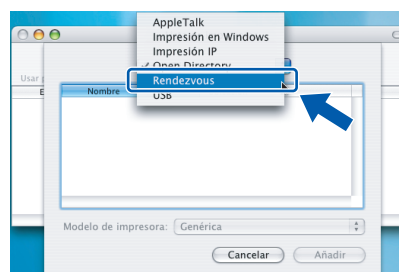 AppleTalk
Impresión en Windows
Impresión IP
✓ Open Directory
Rendezvous
USB
Usar
E
Nombre
Modelo de impresora: Genérica
Cancelar Añadir